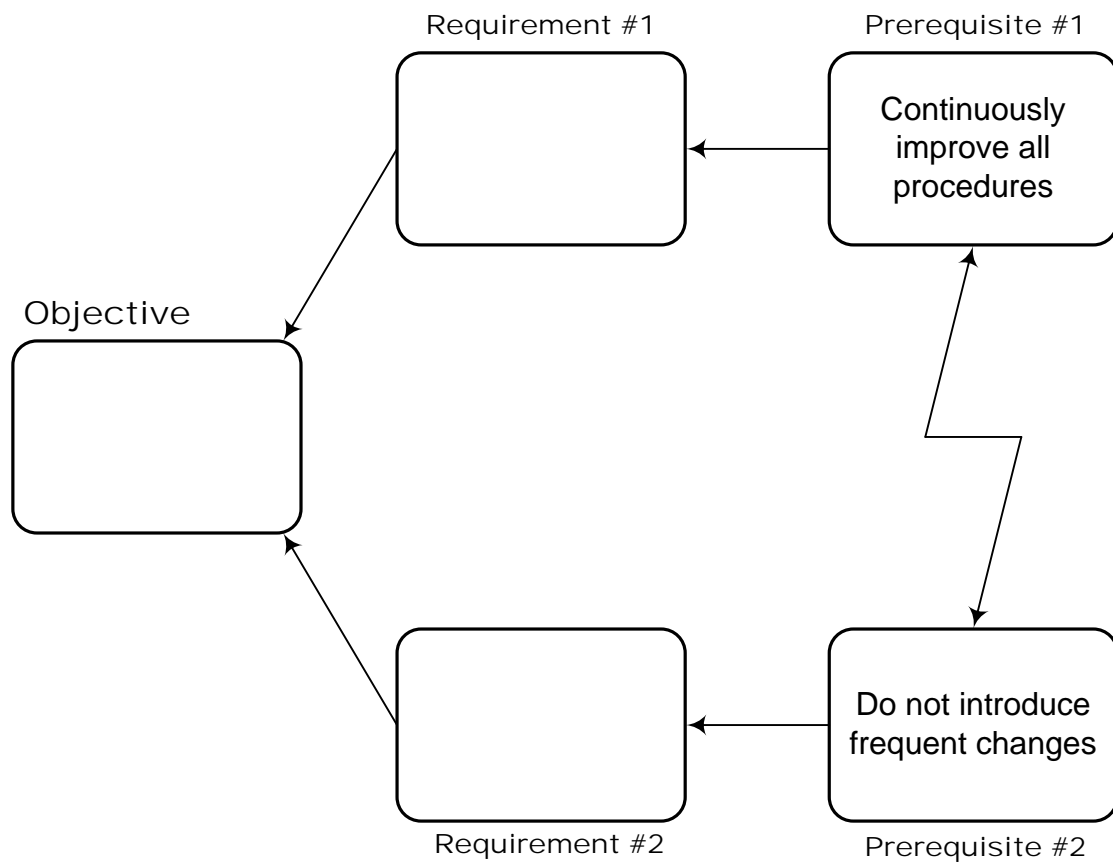 Requirement #1
Prerequisite #1
Continuously
improve all
procedures
Objective
Do not introduce
frequent changes
Requirement #2
Prerequisite #2